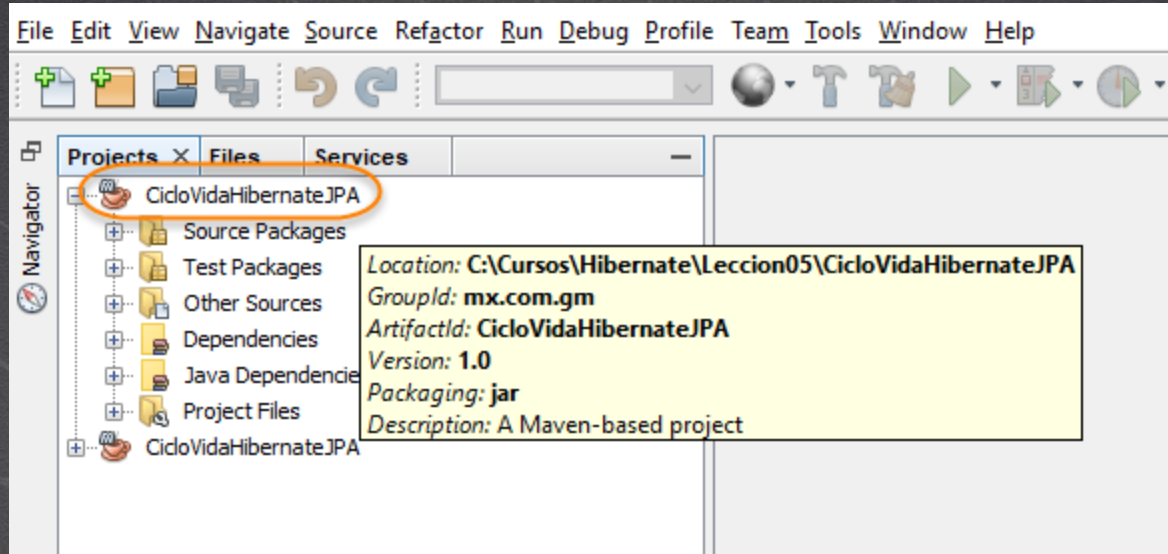 File Edit View Navigate Source Refactor Run Debug Profile Team Tools Window Help
Projects Files Services
Navigator
CicloVidaHibernateJPA
Source Packages
Test Packages
Other Sources
Dependencies
Java Dependencie
Project Files
CicloVidaHibernateJPA
Location: C:\Cursos\Hibernate\Leccion05\CicloVidaHibernateJPA
GroupId: mx.com.gm
ArtifactId: CicloVidaHibernateJPA
Version: 1.0
Packaging: jar
Description: A Maven-based project